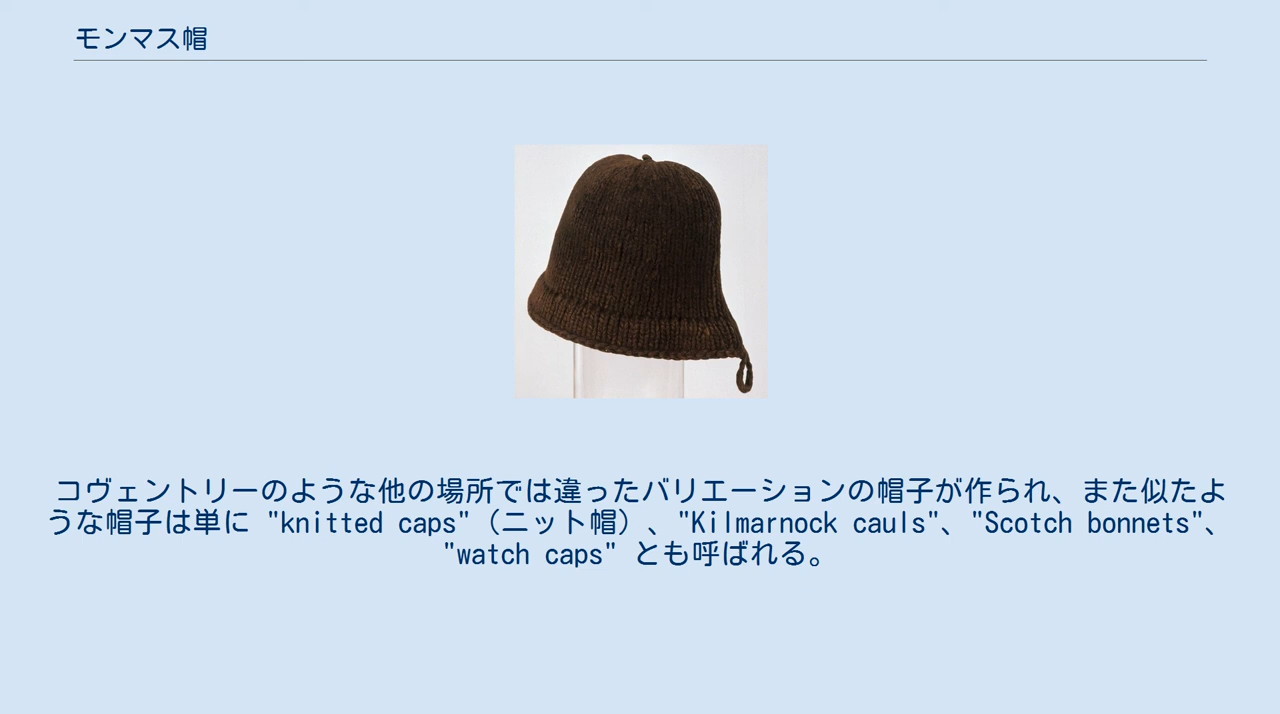 モンマス帽
コヴェントリーのような他の場所では違ったバリエーションの帽子が作られ、また似たよ
うな帽子は単に "knitted caps"（ニット帽）、"Kilmarnock cauls"、"Scotch bonnets"、
"watch caps" とも呼ばれる。